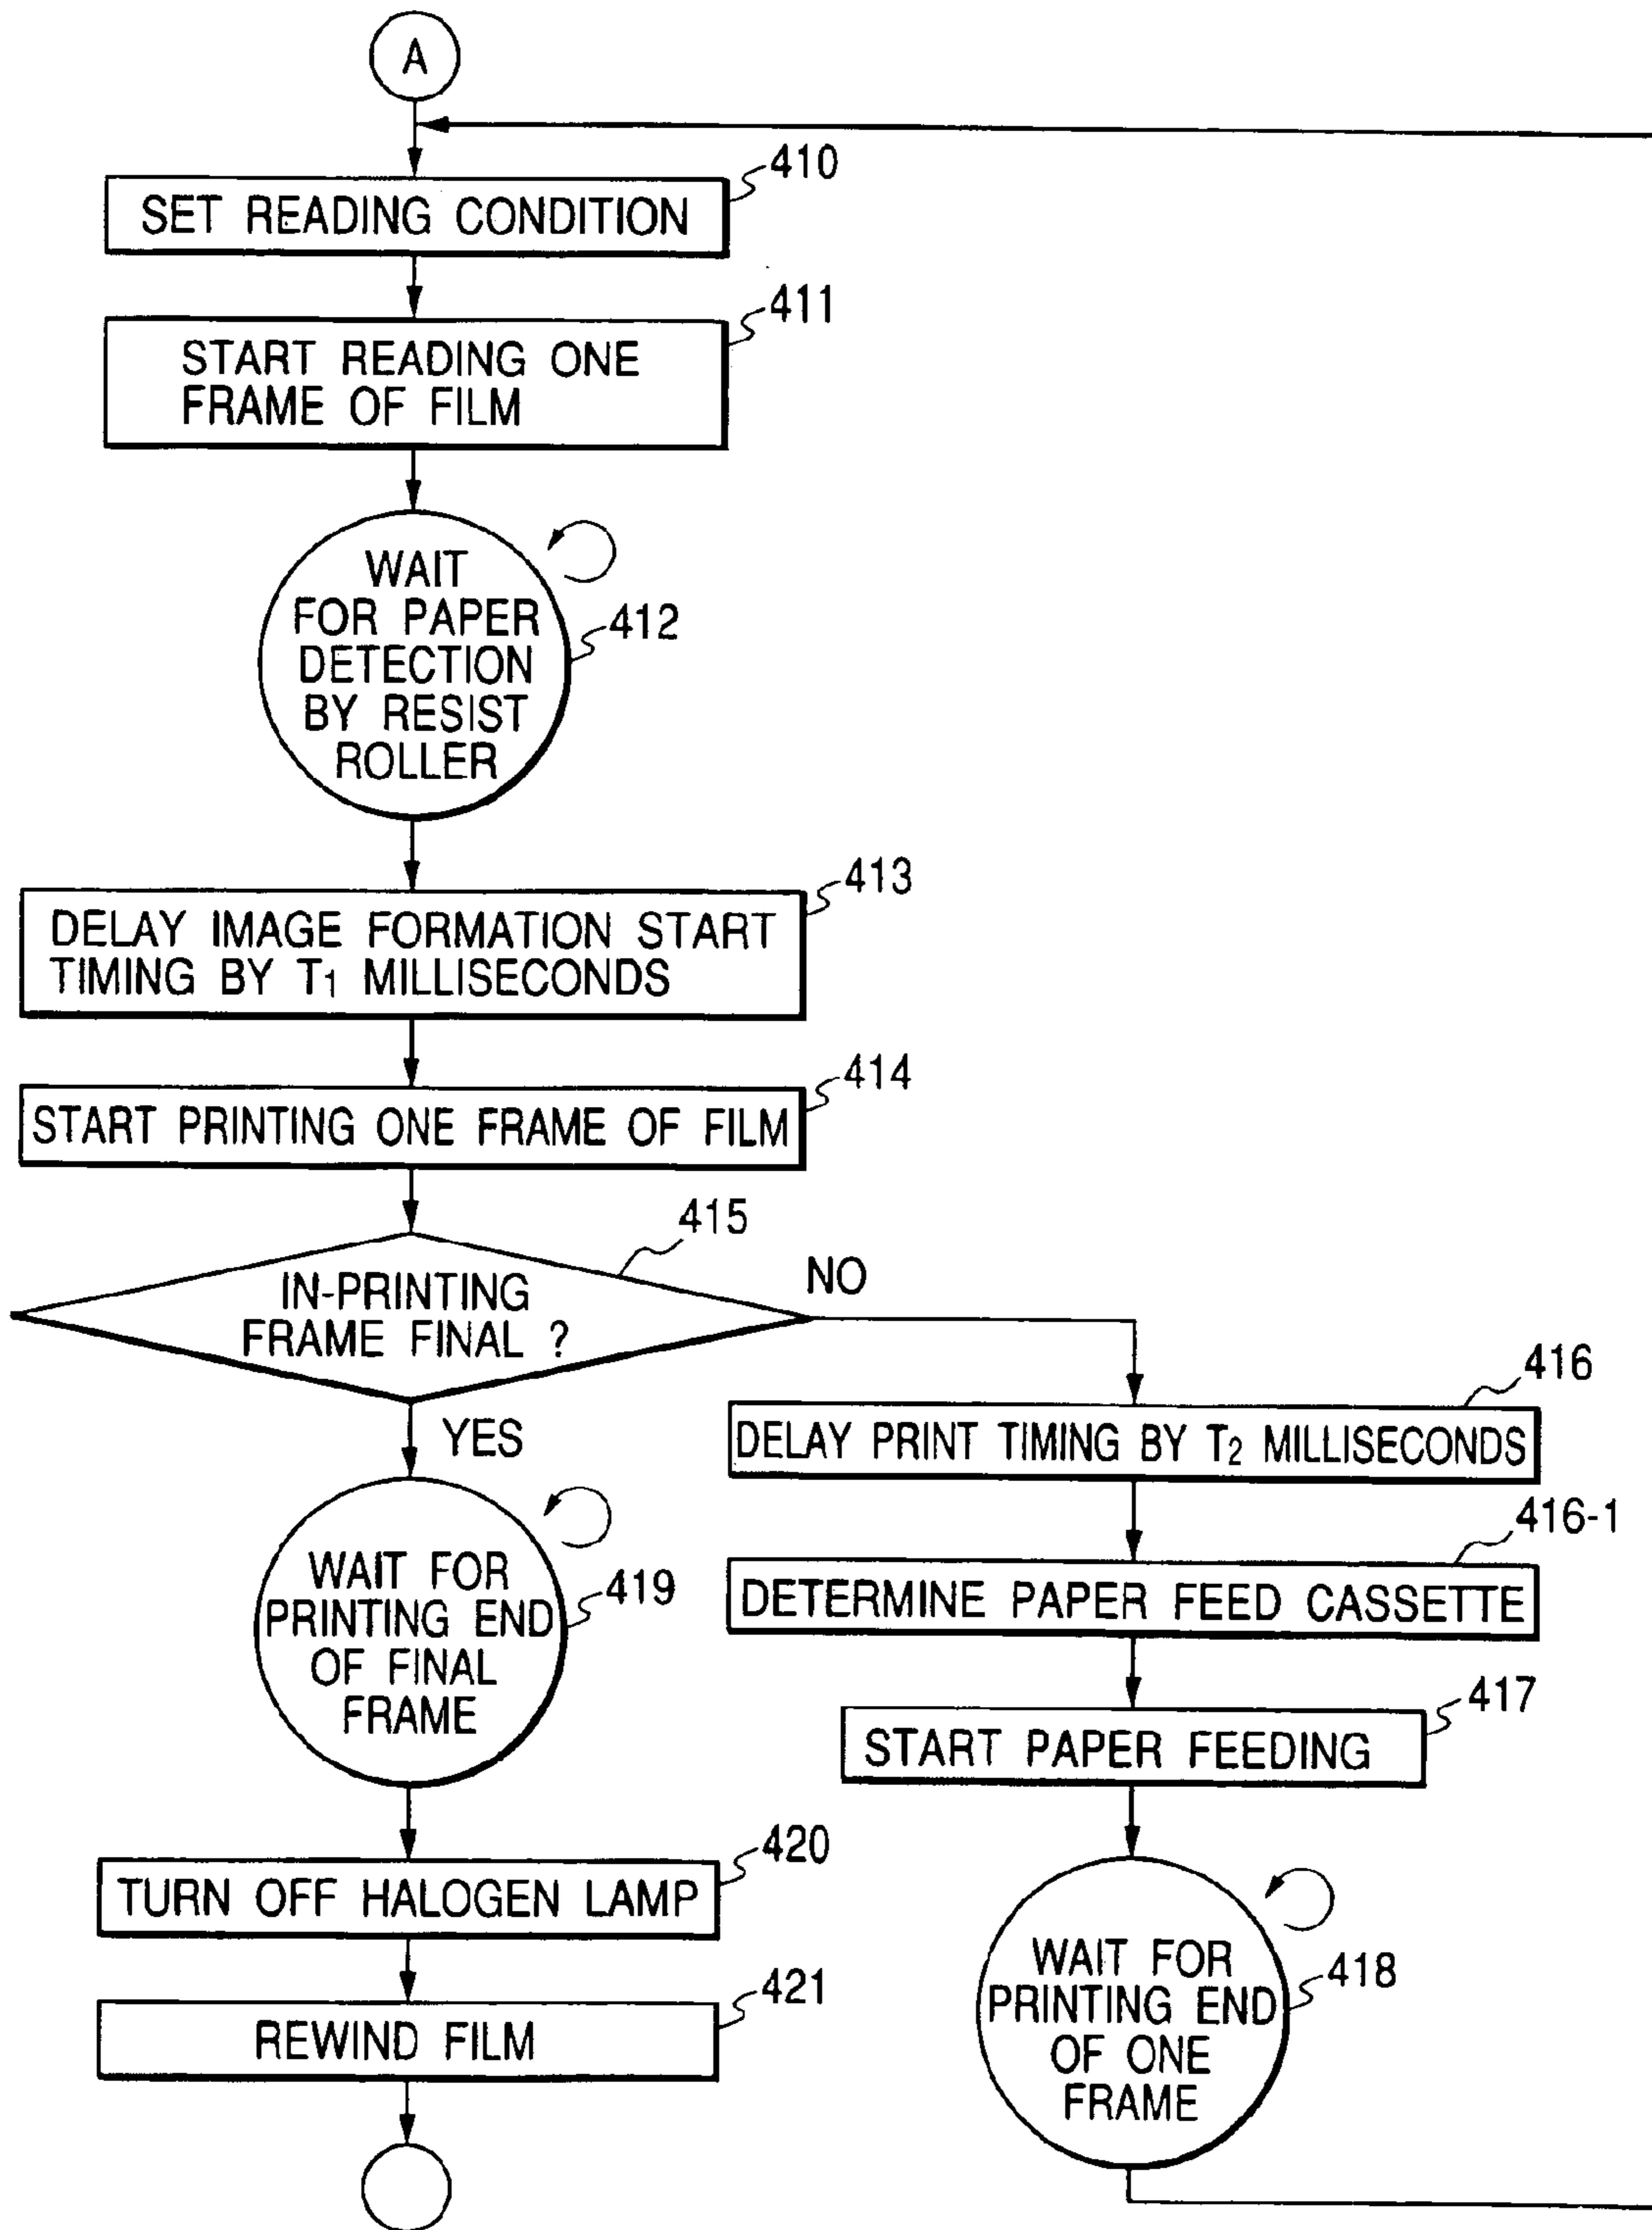 A
410
SET READING CONDITION
411
START READING ONE
FRAME OF FILM
WAIT
FOR PAPER
DETECTION
BY RESIST
ROLLER
412
413
DELAY IMAGE FORMATION START
TIMING BY T1 MILLISECONDS
414
START PRINTING ONE FRAME OF FILM
415
IN-PRINTING
FRAME FINAL ?
NO
YES
416
DELAY PRINT TIMING BY T2 MILLISECONDS
416-1
DETERMINE PAPER FEED CASSETTE
417
START PAPER FEEDING
WAIT FOR
PRINTING END
OF ONE
FRAME
418
WAIT FOR
PRINTING END
OF FINAL
FRAME
419
420
TURN OFF HALOGEN LAMP
421
REWIND FILM